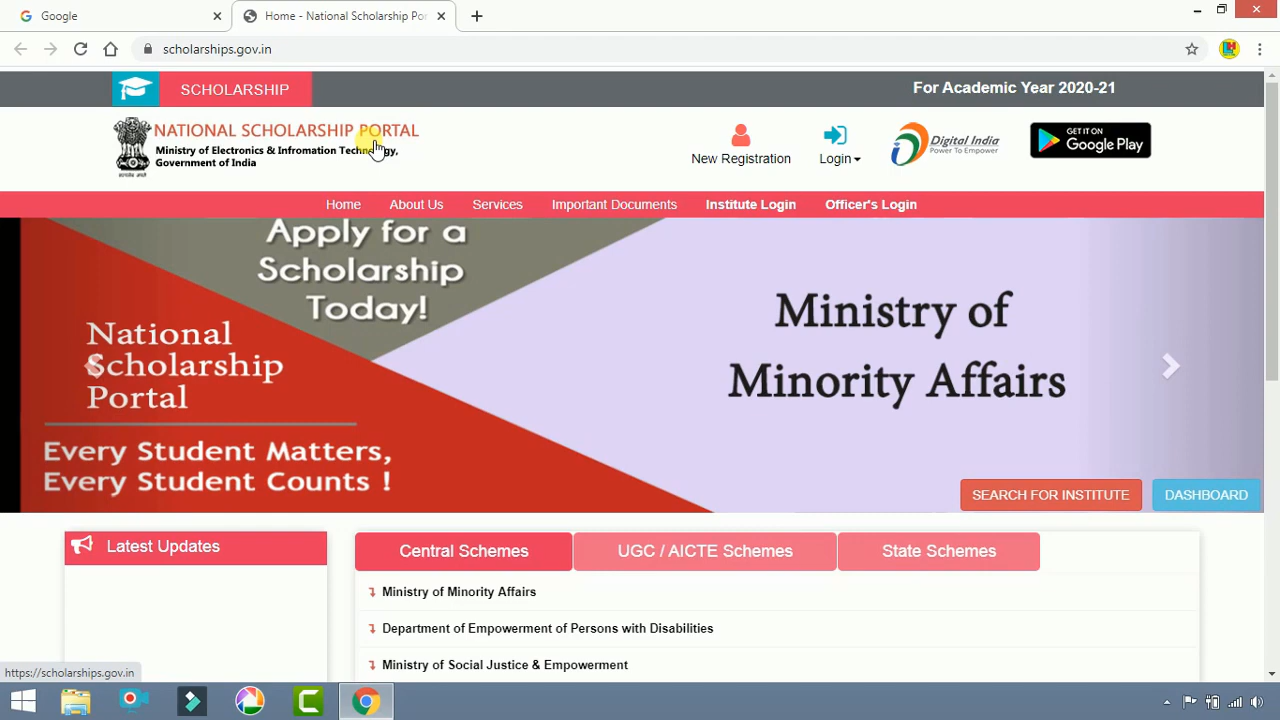 Google
Home - National Scholarship Por
scholarships.gov.in
SCHOLARSHIP
For Academic Year 2020-21
NATIONAL SCHOLARSHIP PORTAL
Ministry of Electronics & Infromation Technology,
Government of India
New Registration
Login
Digital India
Power To Empower
GET IT ON
Google Play
Home
About Us
Services
Important Documents
Institute Login
Officer's Login
Apply for a
Scholarship
Today!
National
Scholarship
Portal
Every Student Matters,
Every Student Counts !
Ministry of
Minority Affairs
SEARCH FOR INSTITUTE
DASHBOARD
Latest Updates
Central Schemes
UGC / AICTE Schemes
State Schemes
Ministry of Minority Affairs
Department of Empowerment of Persons with Disabilities
Ministry of Social Justice & Empowerment
https://scholarships.gov.in